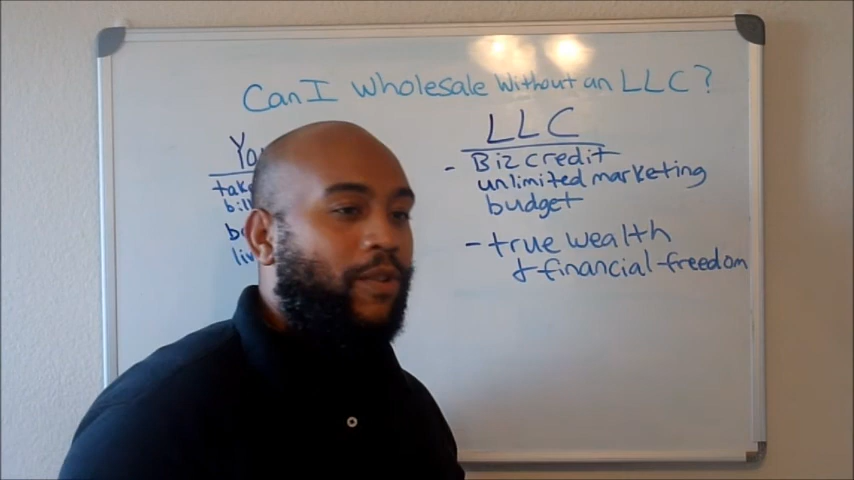 Can I Wholesale Without an LLC?
LLC
- Biz credit
unlimited marketing
budget
- true wealth
& financial freedom